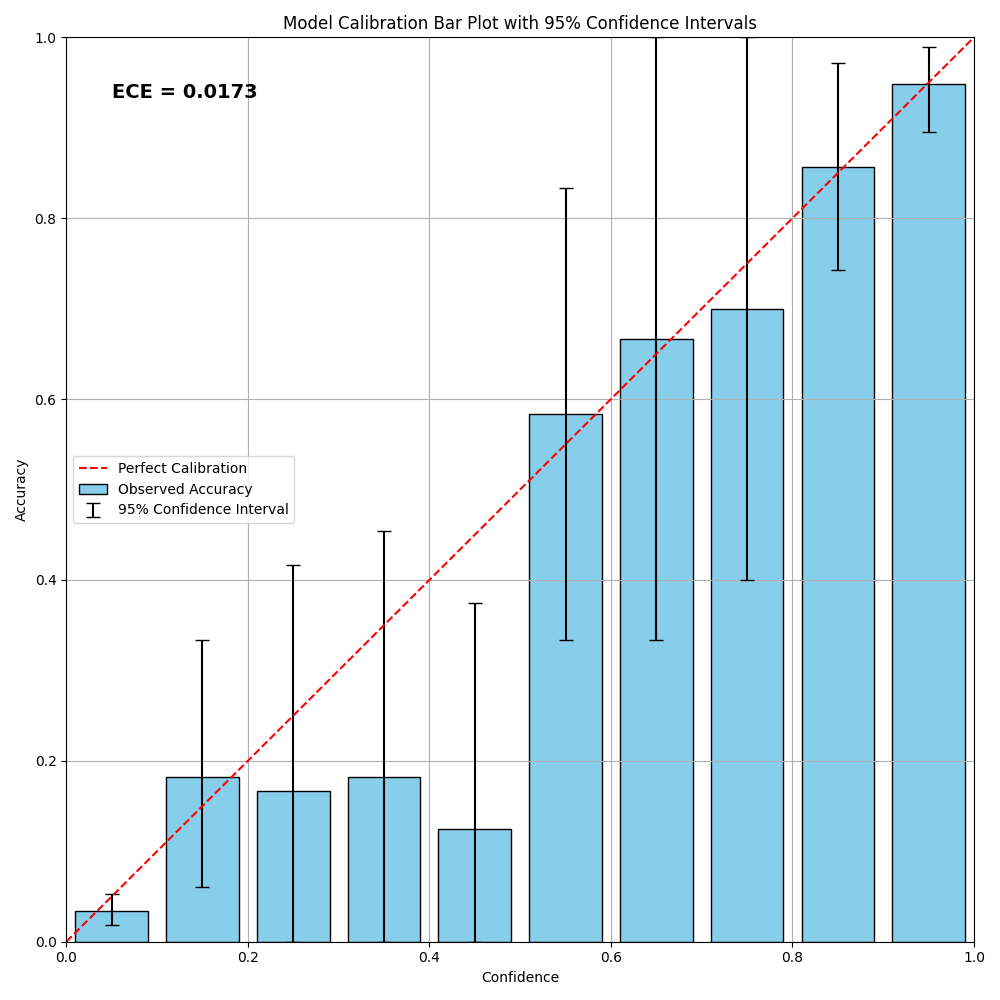 Model Calibration Bar Plot with 95% Confidence Intervals
1.0
ECE = 0.0173
0.8
0.6
Perfect Calibration
Observed Accuracy
95% Confidence Interval
Accuracy
0.4
0.2
0.0
0.0 0.2 0.4 0.6 0.8 1.0
Confidence